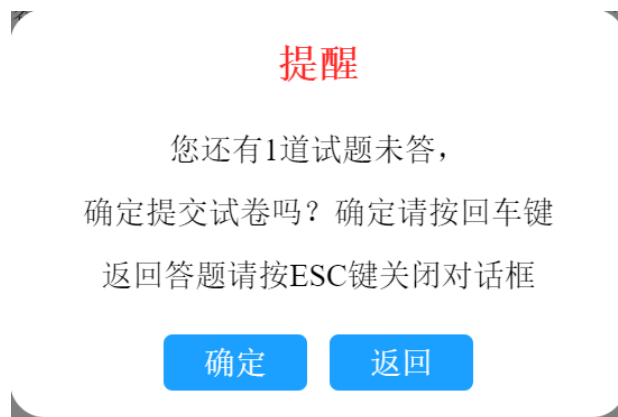 提醒
您还有1道试题未答，
确定提交试卷吗？确定请按回车键
返回答题请按ESC键关闭对话框
确定
返回